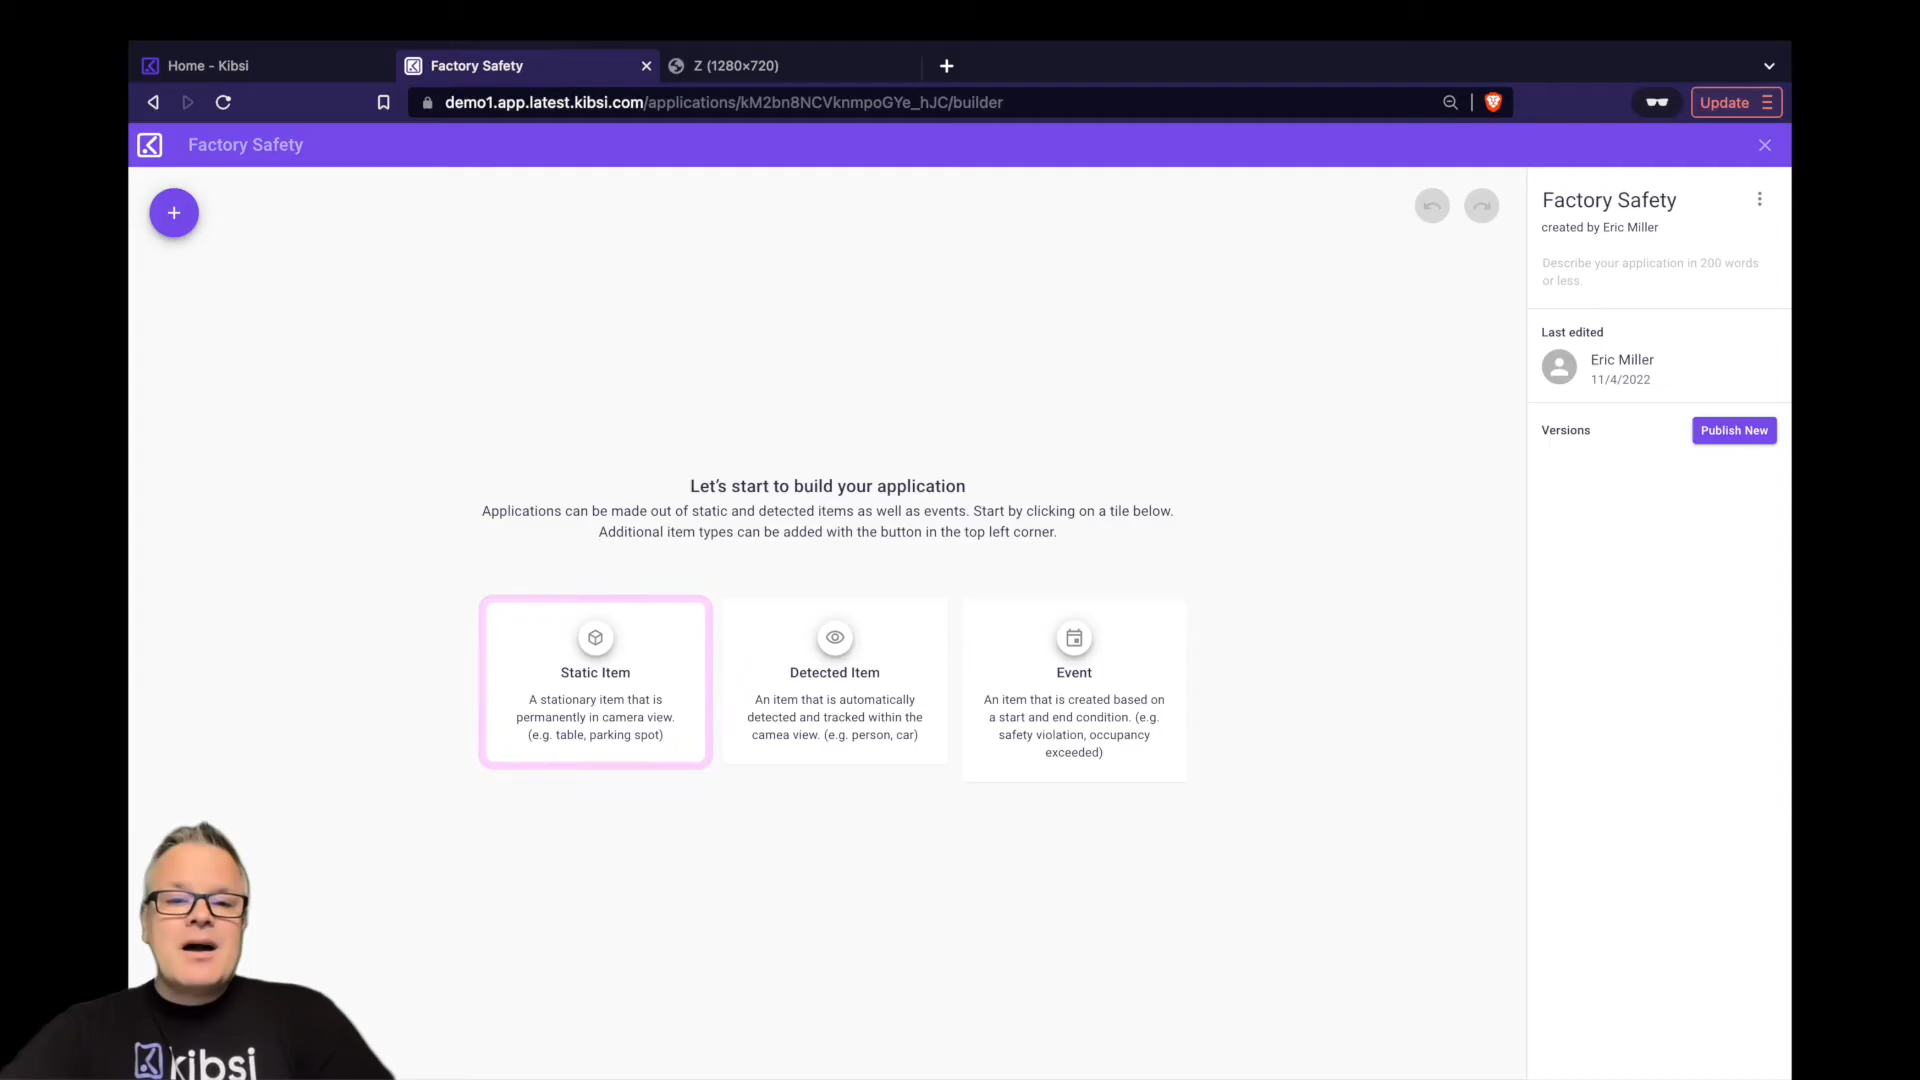 Home - Kibsi
Factory Safety
Z (1280×720)
demo1.app.latest.kibsi.com/applications/kM2bn8NCVknmpoGYe_hJC/builder
Update
Factory Safety
Factory Safety
created by Eric Miller
Describe your application in 200 words
or less.
Last edited
Eric Miller
11/4/2022
Versions
Publish New
Let's start to build your application
Applications can be made out of static and detected items as well as events. Start by clicking on a tile below.
Additional item types can be added with the button in the top left corner.
Static Item
A stationary item that is
permanently in camera view.
(e.g. table, parking spot)
Detected Item
An item that is automatically
detected and tracked within the
camea view. (e.g. person, car)
Event
An item that is created based on
a start and end condition. (e.g.
safety violation, occupancy
exceeded)
kibsi